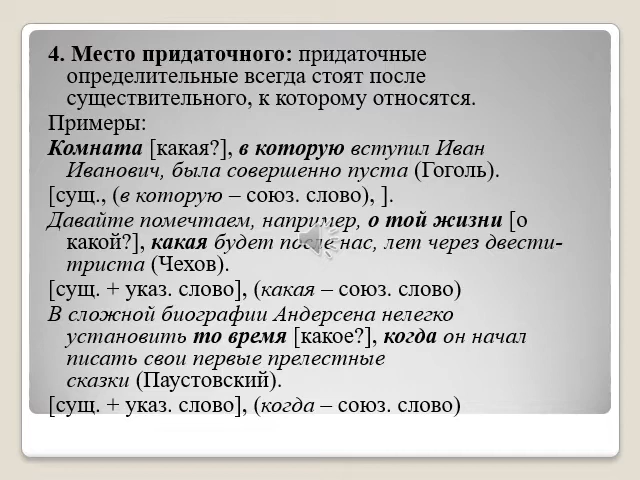 4. Место придаточного: придаточные
определительные всегда стоят после
существительного, к которому относятся.
Примеры:
Комната [какая?], в которую вступил Иван
Иванович, была совершенно пуста (Гоголь).
[сущ., (в которую – союз. слово), ].
Давайте помечтаем, например, о той жизни [о
какой?], какая будет после нас, лет через двести-
триста (Чехов).
[сущ. + указ. слово], (какая – союз. слово)
В сложной биографии Андерсена нелегко
установить то время [какое?], когда он начал
писать свои первые прелестные
сказки (Паустовский).
[сущ. + указ. слово], (когда – союз. слово)